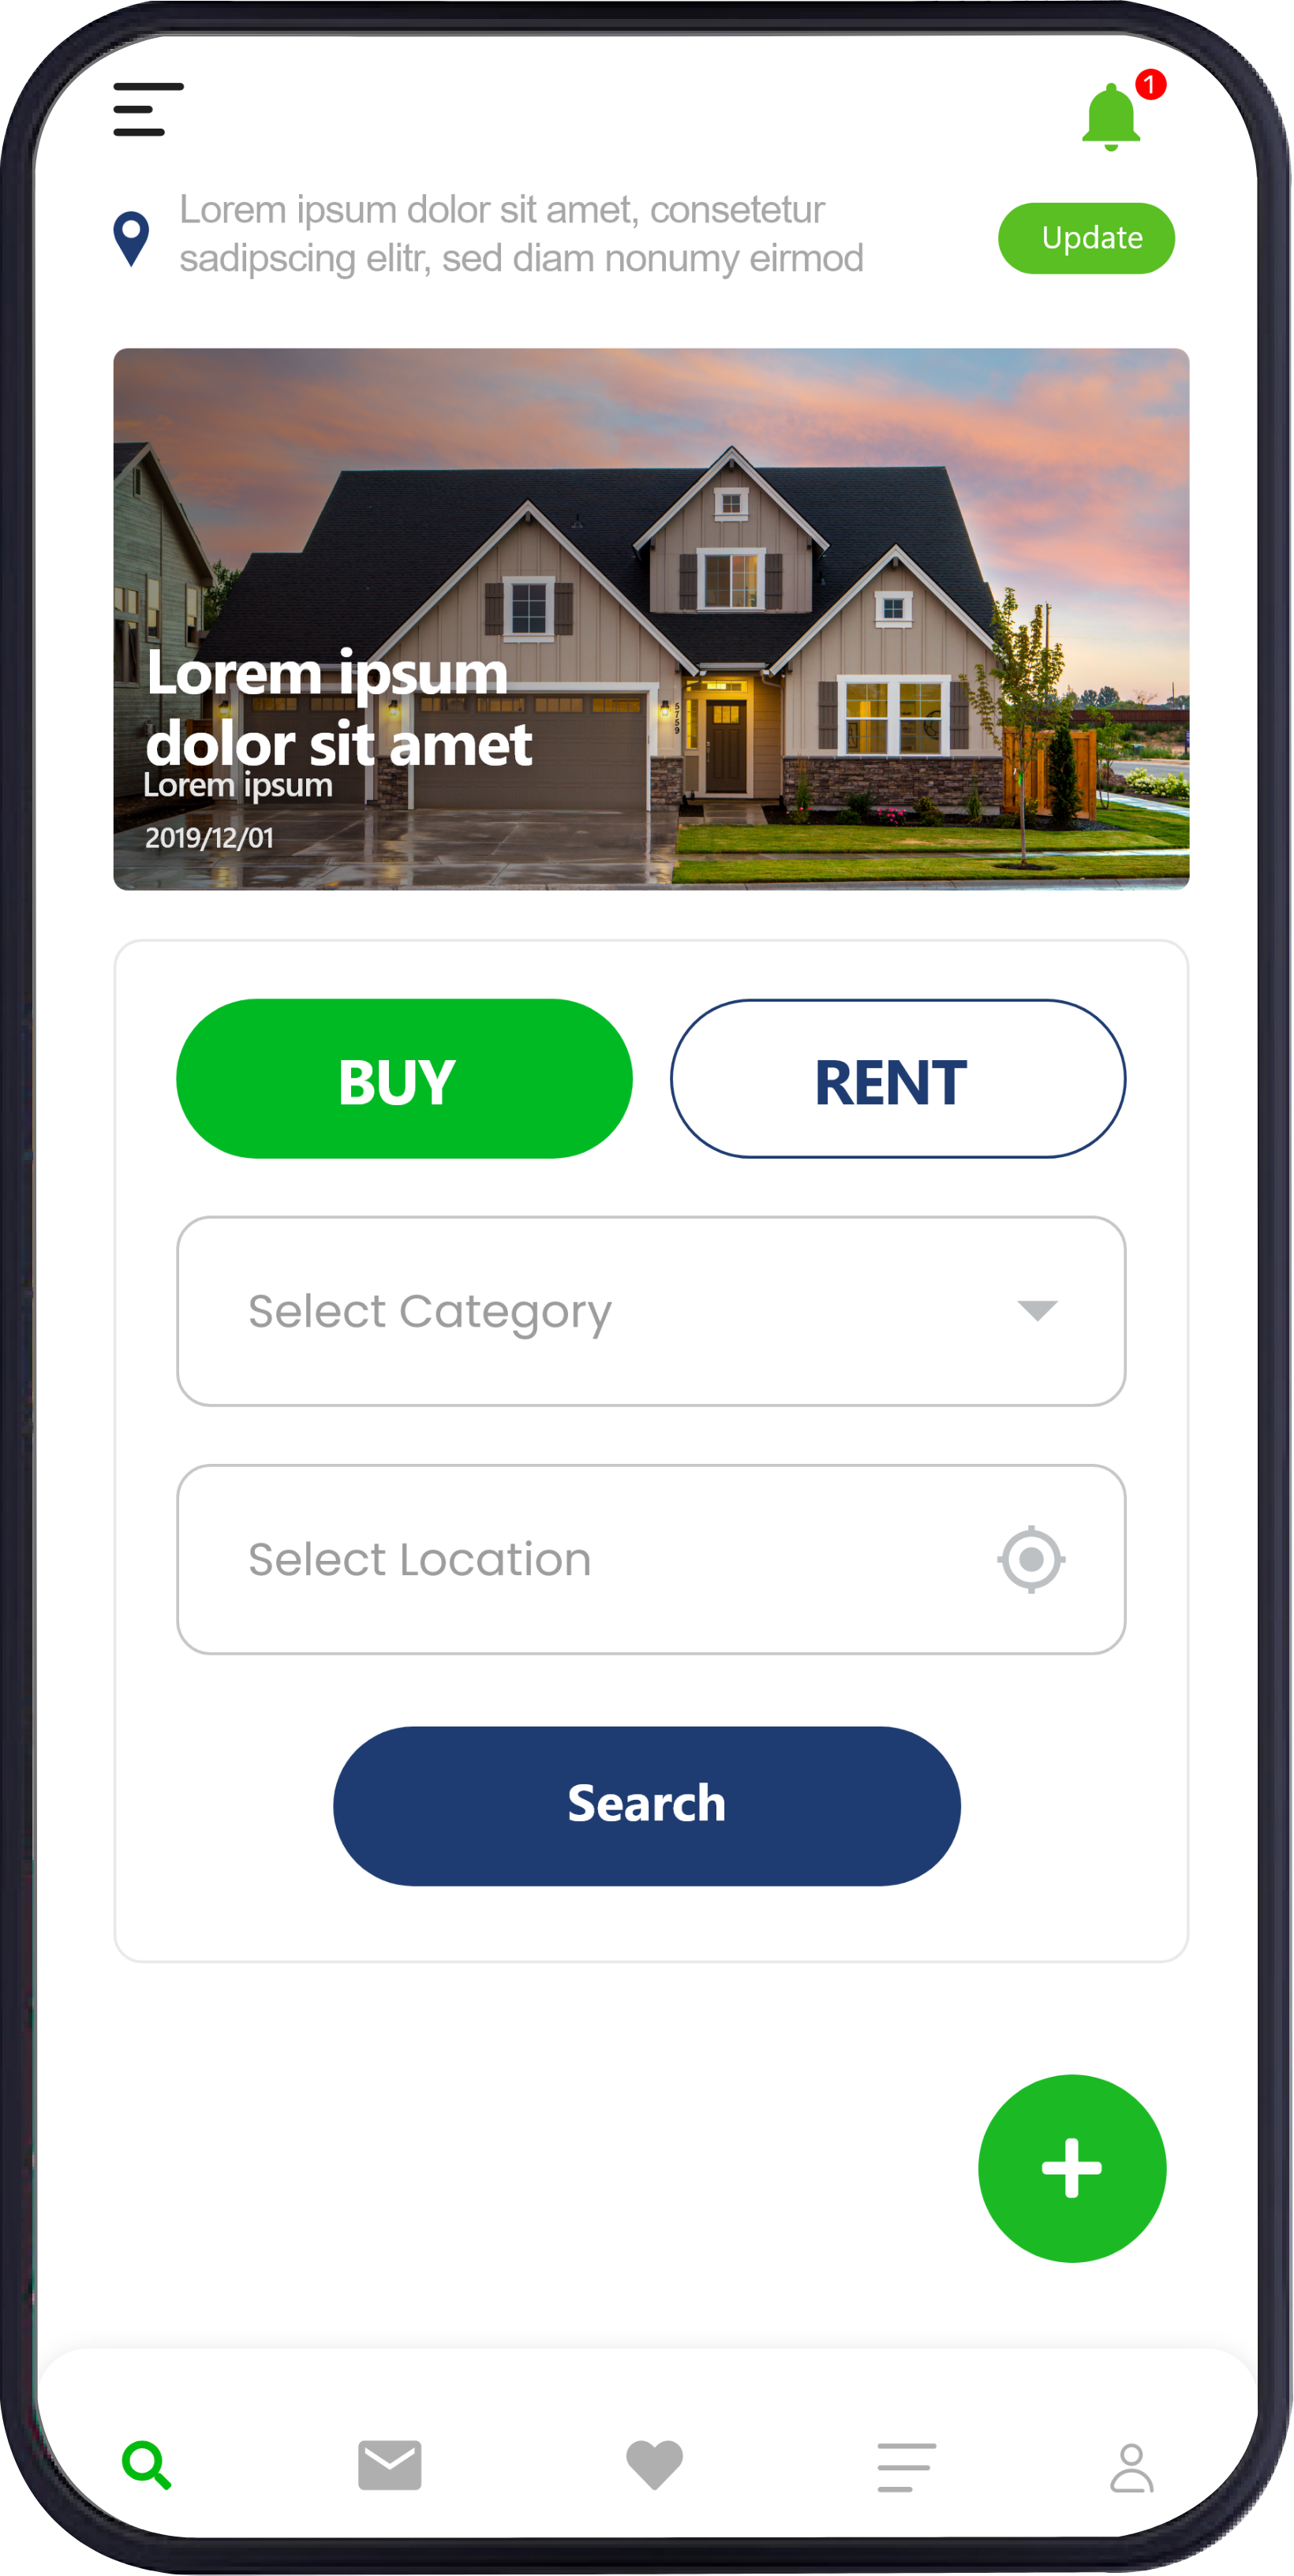 1
Lorem ipsum dolor sit amet, consetetur
sadipscing elitr, sed diam nonumy eirmod
Update
5759
Lorem ipsum
dolor sit amet
Lorem ipsum
2019/12/01
BUY
RENT
Select Category
Select Location
Search